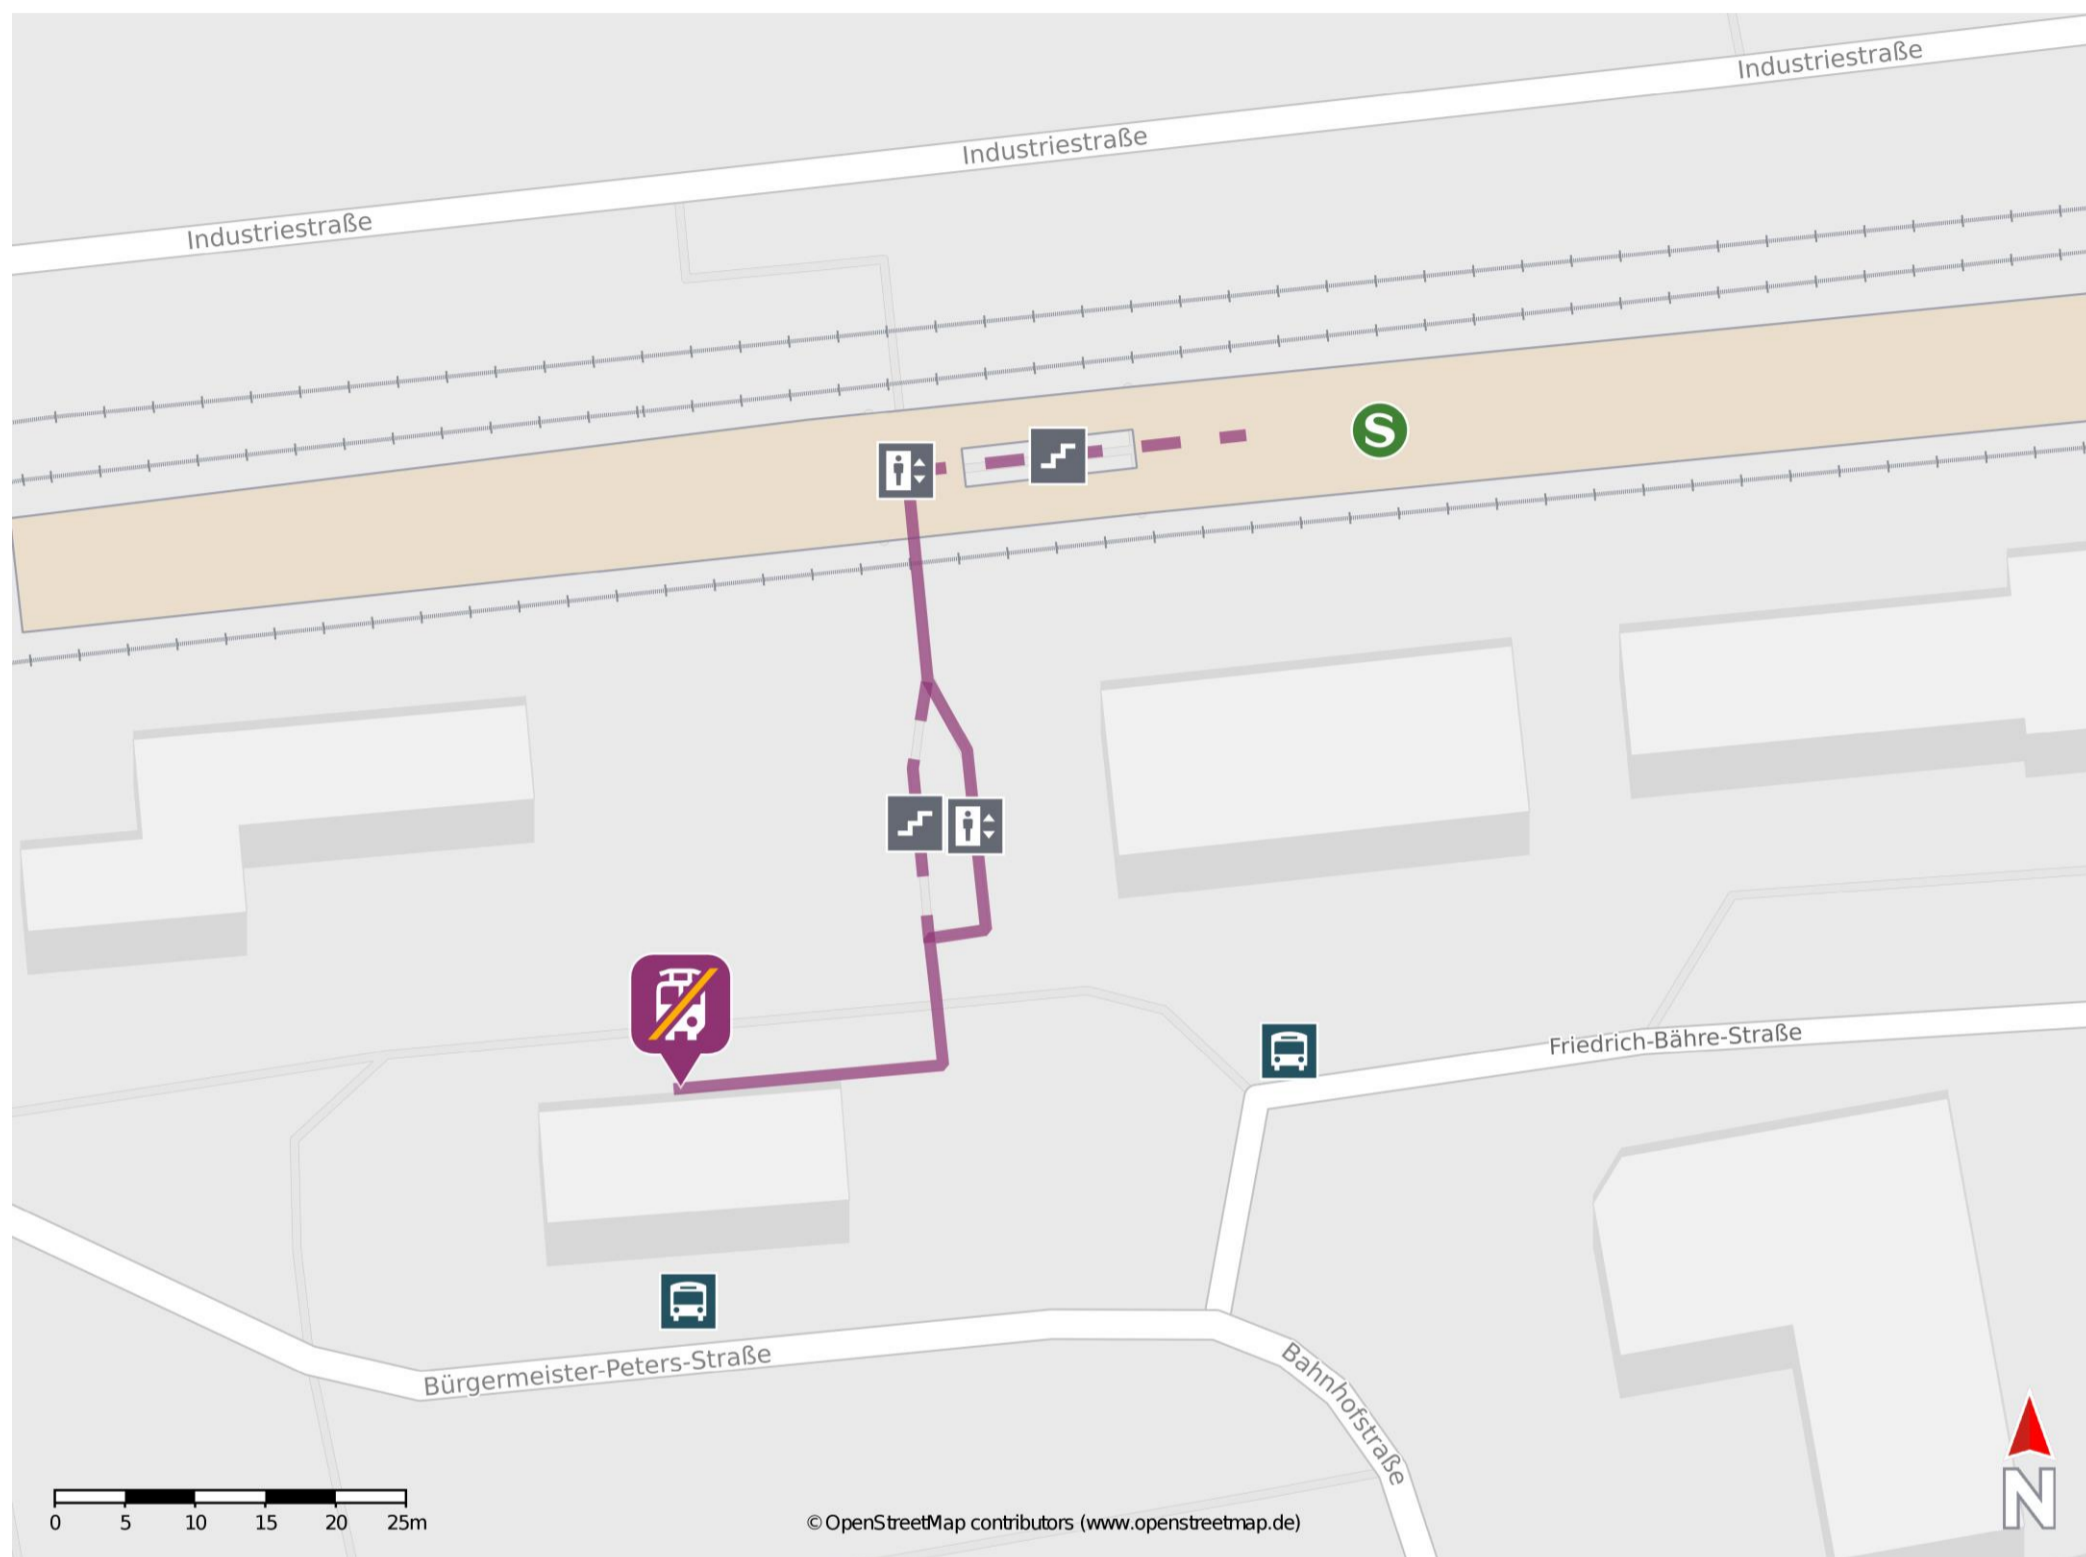 Industriestraße
Industriestraße
Industriestraße
S
Friedrich-Bähre-Straße
Bürgermeister-Peters-Straße
Bahnhofstraße
0 5 10 15 20 25m
© OpenStreetMap contributors (www.openstreetmap.de)
N